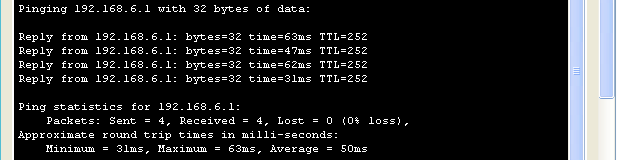 Pinging 192.168.6.1 with 32 bytes of data:
Reply from 192.168.6.1: bytes=32 time=63ms TTL=252
Reply from 192.168.6.1: bytes=32 time=47ms TTL=252
Reply from 192.168.6.1: bytes=32 time=62ms TTL=252
Reply from 192.168.6.1: bytes=32 time=31ms TTL=252
Ping statistics for 192.168.6.1:
Packets: Sent = 4, Received = 4, Lost = 0 (0% loss),
Approximate round trip times in milli-seconds:
Minimum = 31ms, Maximum = 63ms, Average = 50ms